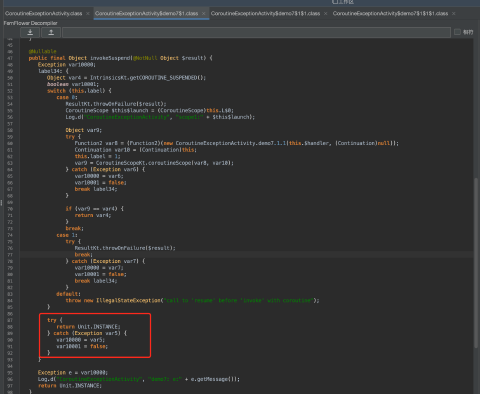 工作区
CoroutineExceptionActivity.class
CoroutineExceptionActivity$demo7$1.class
CoroutineExceptionActivity$demo7$1$1.class
CoroutineExceptionActivity$demo7$1$1$1.class
FernFlower Decompiler
@Nullable
public final Object invokeSuspend(@NotNull Object $result) {
Exception var10000;
label34: {
Object var4 = IntrinsicsKt.getCOROUTINE_SUSPENDED();
boolean var10001;
switch (this.label) {
case 0:
ResultKt.throwOnFailure($result);
CoroutineScope $this$launch = (CoroutineScope)this.L$0;
Log.d("CoroutineExceptionActivity", + $this$launch);
Object var9;
try {
Function2 var8 = (Function2)(new CoroutineExceptionActivity.demo7.1.1(this.$handler, (Continuation)null));
Continuation var10 = (Continuation)this;
this.label = 1;
var9 = CoroutineScopeKt.coroutineScope(var8, var10);
} catch (Exception var6) {
var10000 = var6;
var10001 = false;
break label34;
}
if (var9 == var4) {
return var4;
}
break;
case 1:
try {
ResultKt.throwOnFailure($result);
break;
} catch (Exception var7) {
var10000 = var7;
var10001 = false;
break label34;
}
default:
throw new IllegalStateException("call to 'resume' before 'invoke' with coroutine");
}
try {
return Unit.INSTANCE;
} catch (Exception var5) {
var10000 = var5;
var10001 = false;
}
}
Exception e = var10000;
Log.d("CoroutineExceptionActivity", + e.getMessage());
return Unit.INSTANCE;
}